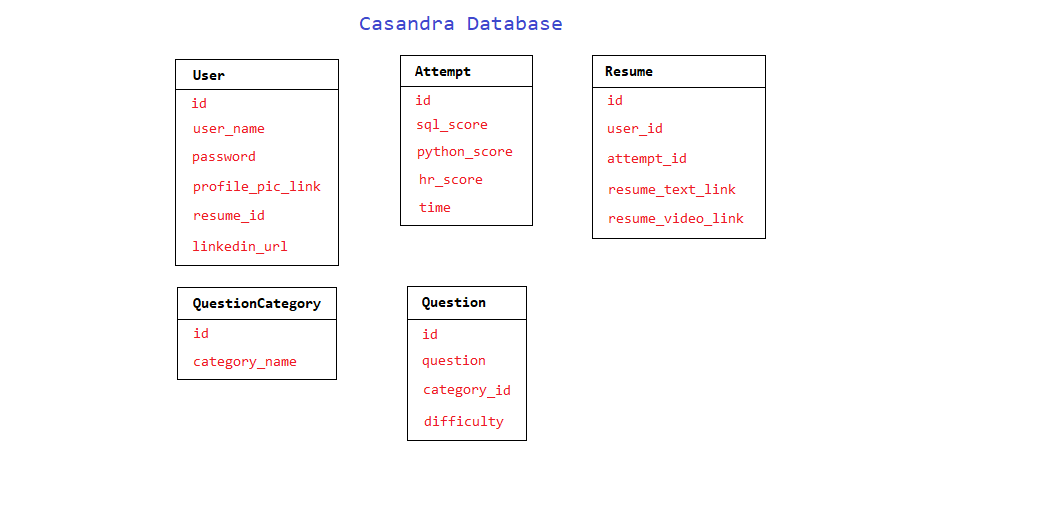 Casandra Database
User
id
user_name
password
profile_pic_link
resume_id
linkedin_url
Attempt
id
sql_score
python_score
hr_score
time
Resume
id
user_id
attempt_id
resume_text_link
resume_video_link
QuestionCategory
id
category_name
Question
id
question
category_id
difficulty